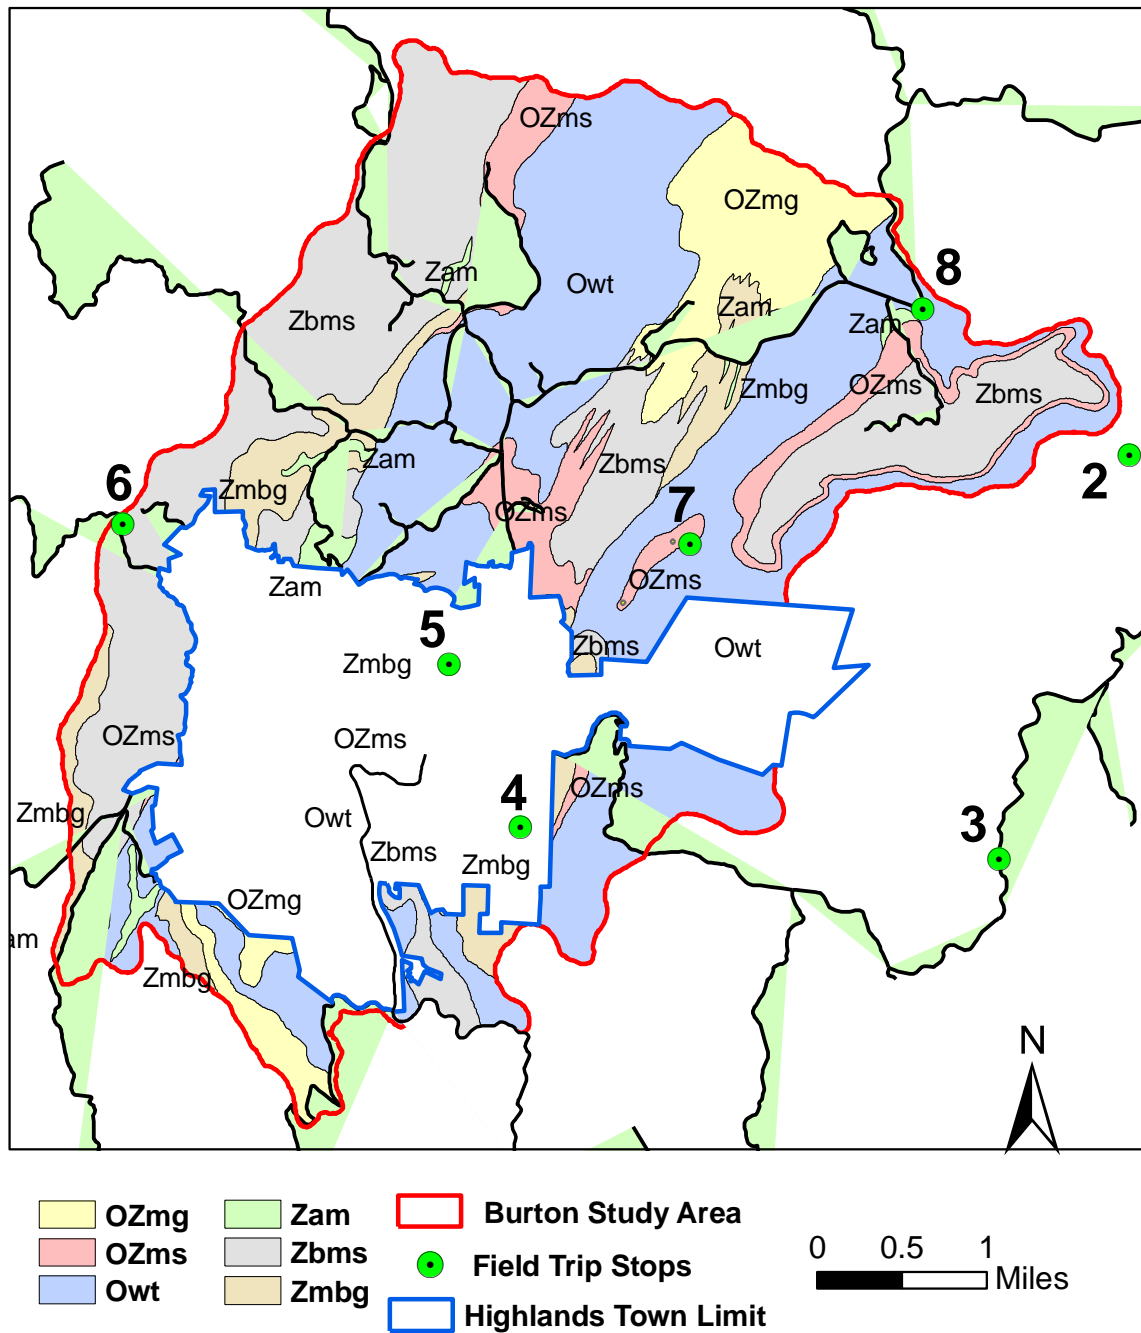 OZms
OZmg
Zam
Owt
8
Zam
Zbms
Zam
OZms
Zmbg
Zbms
Zam
Zbms
2
6
Zmbg
OZms
7
OZms
Zam
5
Zbms
Owt
Zmbg
OZms
OZms
OZms
4
Zmbg
Owt
3
Zbms
Zmbg
OZmg
am
Zmbg
N
OZmg
Zam
Burton Study Area
OZms
Zbms
Field Trip Stops
0 0.5 1
Miles
Owt
Zmbg
Highlands Town Limit